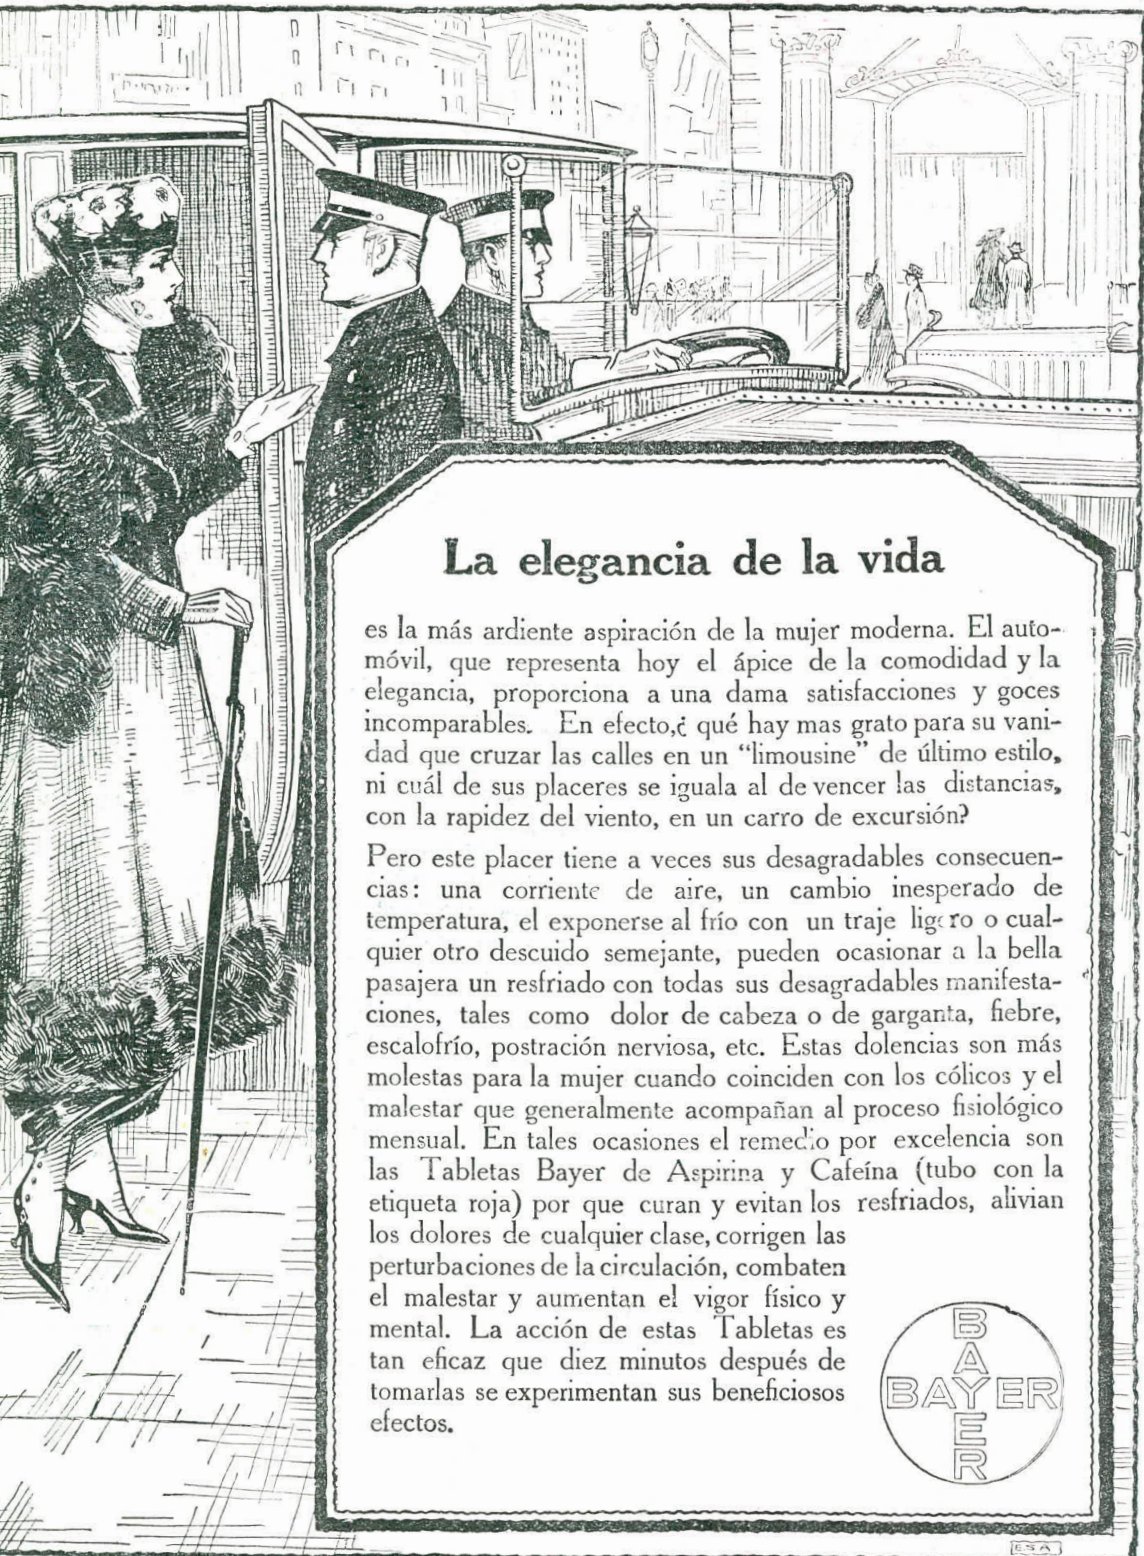 La elegancia de la vida
es la más ardiente aspiración de la mujer moderna. El auto-
móvil, que representa hoy el ápice de la comodidad y la
elegancia, proporciona a una dama satisfacciones y goces
incomparables. En efecto,¿ qué hay mas grato para su vani-
dad que cruzar las calles en un “limousine” de último estilo,
ni cuál de sus placeres se iguala al de vencer las distancias,
con la rapidez del viento, en un carro de excursión?
Pero este placer tiene a veces sus desagradables consecuen-
cias: una corriente de aire, un cambio inesperado de
temperatura, el exponerse al frío con un traje ligero o cual-
quier otro descuido semejante, pueden ocasionar a la bella
pasajera un resfriado con todas sus desagradables manifesta-
ciones, tales como dolor de cabeza o de garganta, fiebre,
escalofrío, postración nerviosa, etc. Estas dolencias son más
molestas para la mujer cuando coinciden con los cólicos y el
malestar que generalmente acompañan al proceso fisiológico
mensual. En tales ocasiones el remedio por excelencia son
las Tabletas Bayer de Aspirina y Cafeína (tubo con la
etiqueta roja) por que curan y evitan los resfriados, alivian
los dolores de cualquier clase, corrigen las
perturbaciones de la circulación, combaten
el malestar y aumentan el vigor físico y
mental. La acción de estas Tabletas es
tan eficaz que diez minutos después de
tomarlas se experimentan sus beneficiosos
efectos.
BAYER
BAYER
E.S.A.